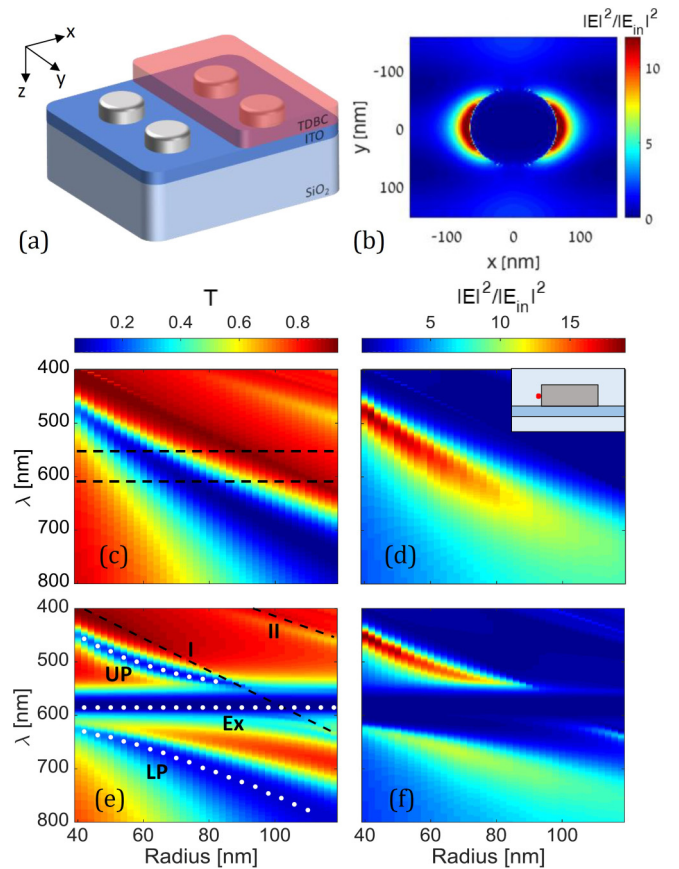 x
y
z
TDBC
ITO
SiO₂
(a)
|E|²/|Eᵢₙ|²
10
5
0
-100
0
100
y [nm]
-100 0 100
x [nm]
(b)
T
0.2 0.4 0.6 0.8
|E|²/|Eᵢₙ|²
5 10 15
400
500
600
700
800
λ [nm]
(c)
(d)
400
500
600
700
800
λ [nm]
I
II
UP
Ex
LP
(e)
(f)
40 60 80 100
Radius [nm]
40 60 80 100
Radius [nm]